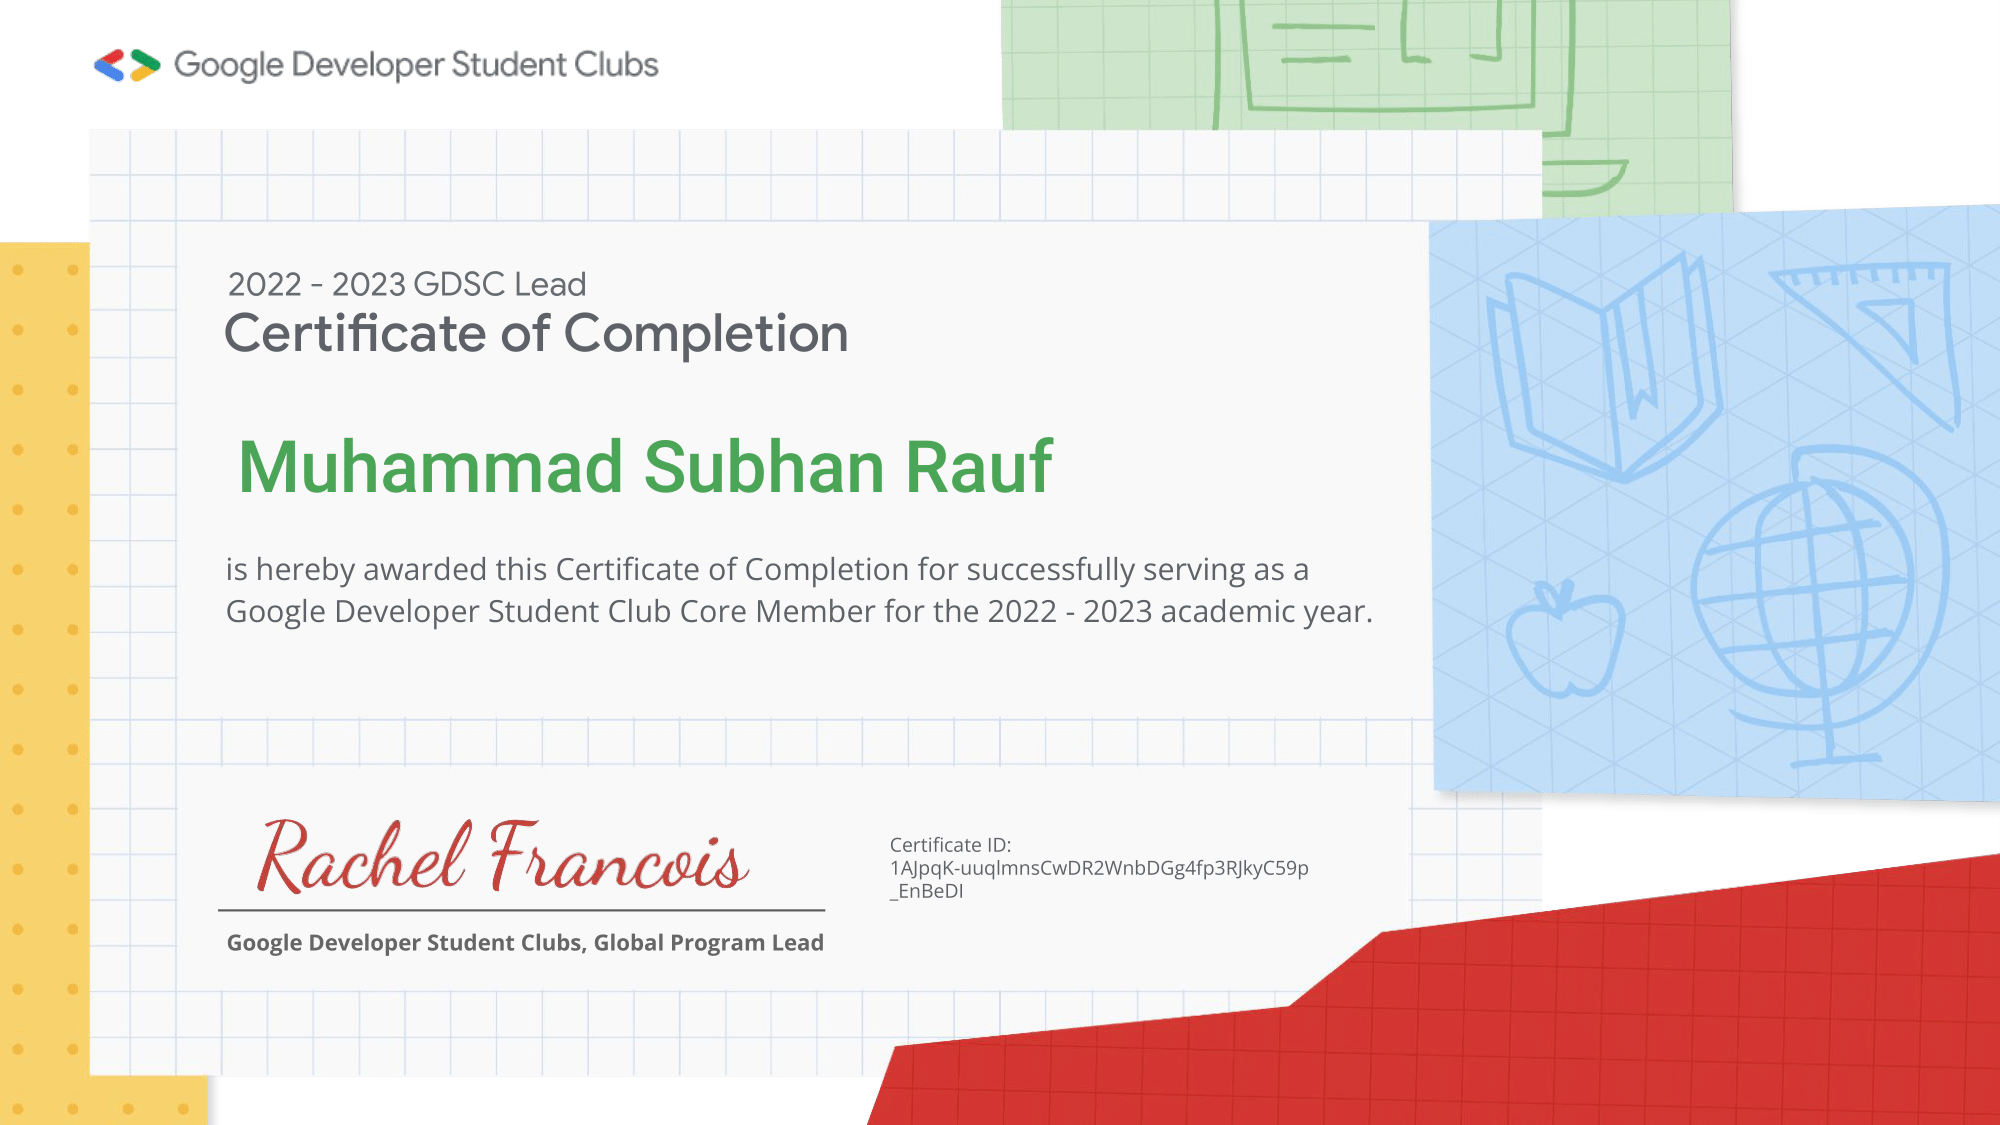 Google Developer Student Clubs
2022 - 2023 GDSC Lead
Certificate of Completion
Muhammad Subhan Rauf
is hereby awarded this Certificate of Completion for successfully serving as a
Google Developer Student Club Core Member for the 2022 - 2023 academic year.
Rachel Francois
Google Developer Student Clubs, Global Program Lead
Certificate ID:
1AJpqK-uuqlmnsCwDR2WnbDGg4fp3RJkyC59p
_EnBeDI